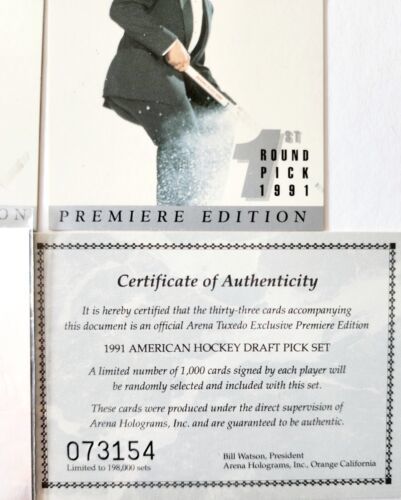 1ST
ROUND
PICK
1991
ON
PREMIERE EDITION
Certificate of Authenticity
It is hereby certified that the thirty-three cards accompanying
this document is an official Arena Tuxedo Exclusive Premiere Edition
1991 AMERICAN HOCKEY DRAFT PICK SET
A limited number of 1,000 cards signed by each player will
be randomly selected and included with this set.
These cards were produced under the direct supervision of
Arena Holograms, Inc. and are guaranteed to be authentic.
073154
Limited to 198,000 sets
Bill Watson, President
Arena Holograms, Inc., Orange California